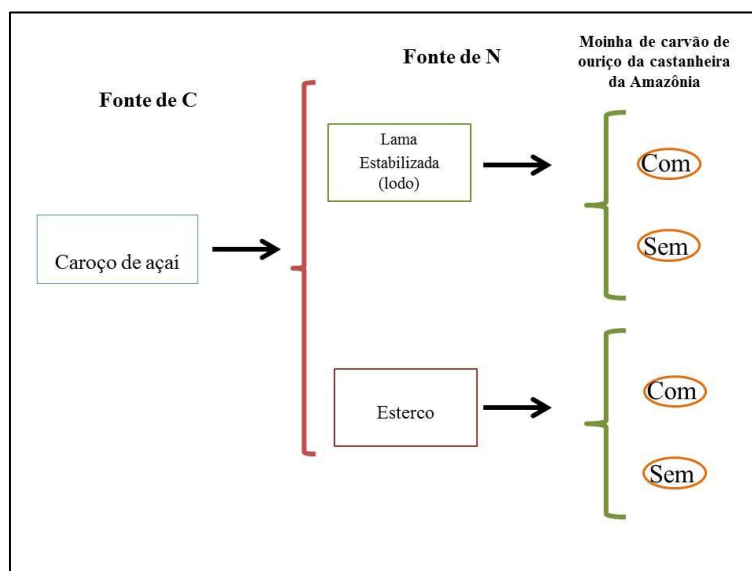 Fonte de C
Fonte de N
Moinha de carvão de
ouriço da castanheira
da Amazônia
Caroço de açaí
Lama
Estabilizada
(lodo)
Com
Sem
Esterco
Com
Sem